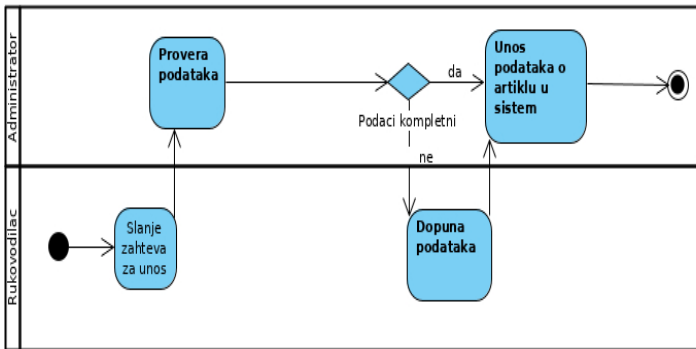 Administrator
Provera
podataka
Podaci kompletni
da
ne
Unos
podataka o
artiklu u
sistem
Rukovodilac
Slanje
zahteva
za unos
Dopuna
podataka